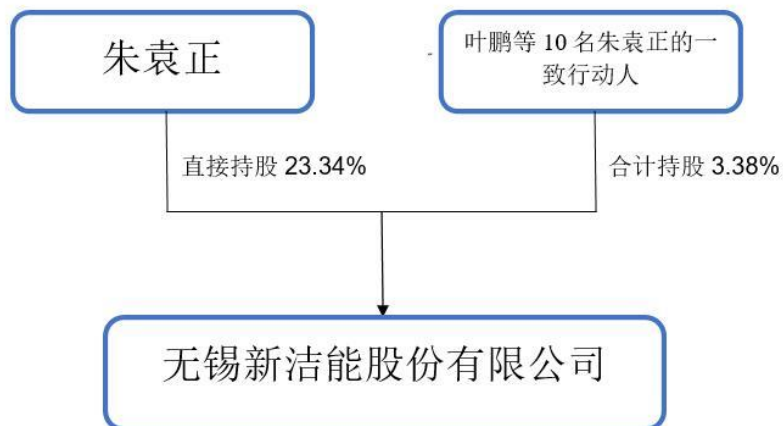 朱袁正
叶鹏等 10 名朱袁正的一
致行动人
直接持股 23.34%
合计持股 3.38%
无锡新洁能股份有限公司